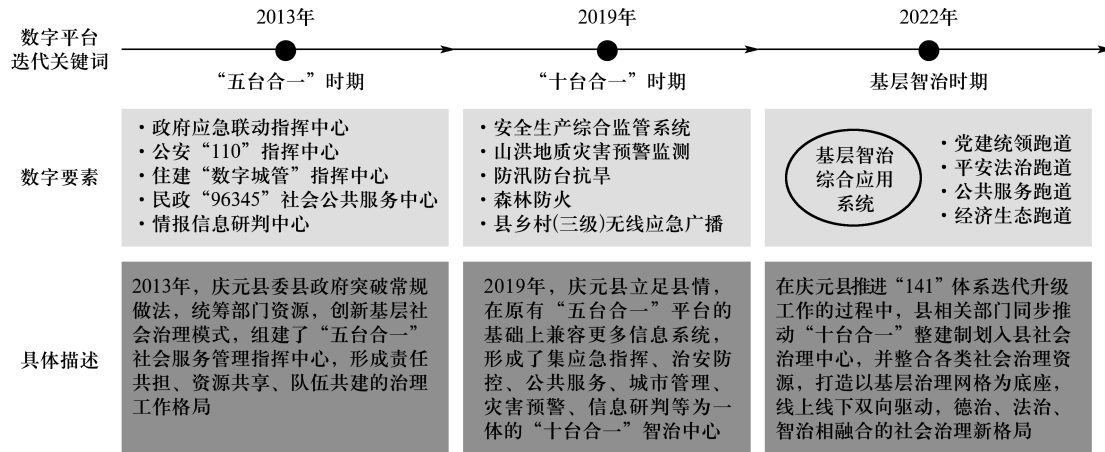 2013年
2019年
2022年
数字平台
迭代关键词
“五台合一”时期
“十台合一”时期
基层智治时期
数字要素
·政府应急联动指挥中心
·公安“110”指挥中心
·住建“数字城管”指挥中心
·民政“96345”社会公共服务中心
·情报信息研判中心
·安全生产综合监管系统
·山洪地质灾害预警监测
·防汛防台抗旱
·森林防火
·县乡村(三级)无线应急广播
基层智治
综合应用
系统
·党建统领跑道
·平安法治跑道
·公共服务跑道
·经济生态跑道
具体描述
2013年，庆元县委县政府突破常规
做法，统筹部门资源，创新基层社
会治理模式，组建了“五台合一”
社会服务管理指挥中心，形成责任
共担、资源共享、队伍共建的治理
工作格局
2019年，庆元县立足县情，
在原有“五台合一”平台的
基础上兼容更多信息系统，
形成了集应急指挥、治安防
控、公共服务、城市管理、
灾害预警、信息研判等为一
体的“十台合一”智治中心
在庆元县推进“141”体系迭代升级
工作的过程中，县相关部门同步推
动“十台合一”整建制划入县社会
治理中心，并整合各类社会治理资
源，打造以基层治理网格为底座，
线上线下双向驱动，德治、法治、
智治相融合的社会治理新格局